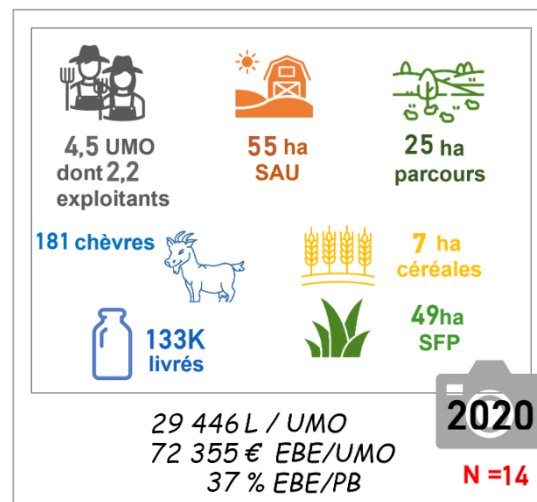 4,5 UMO
dont 2,2
exploitants
55 ha
SAU
25 ha
parcours
181 chèvres
7 ha
céréales
133K
livrés
49ha
SFP
29 446 L / UMO
72 355 € EBE/UMO
37 % EBE/PB
2020
N =14